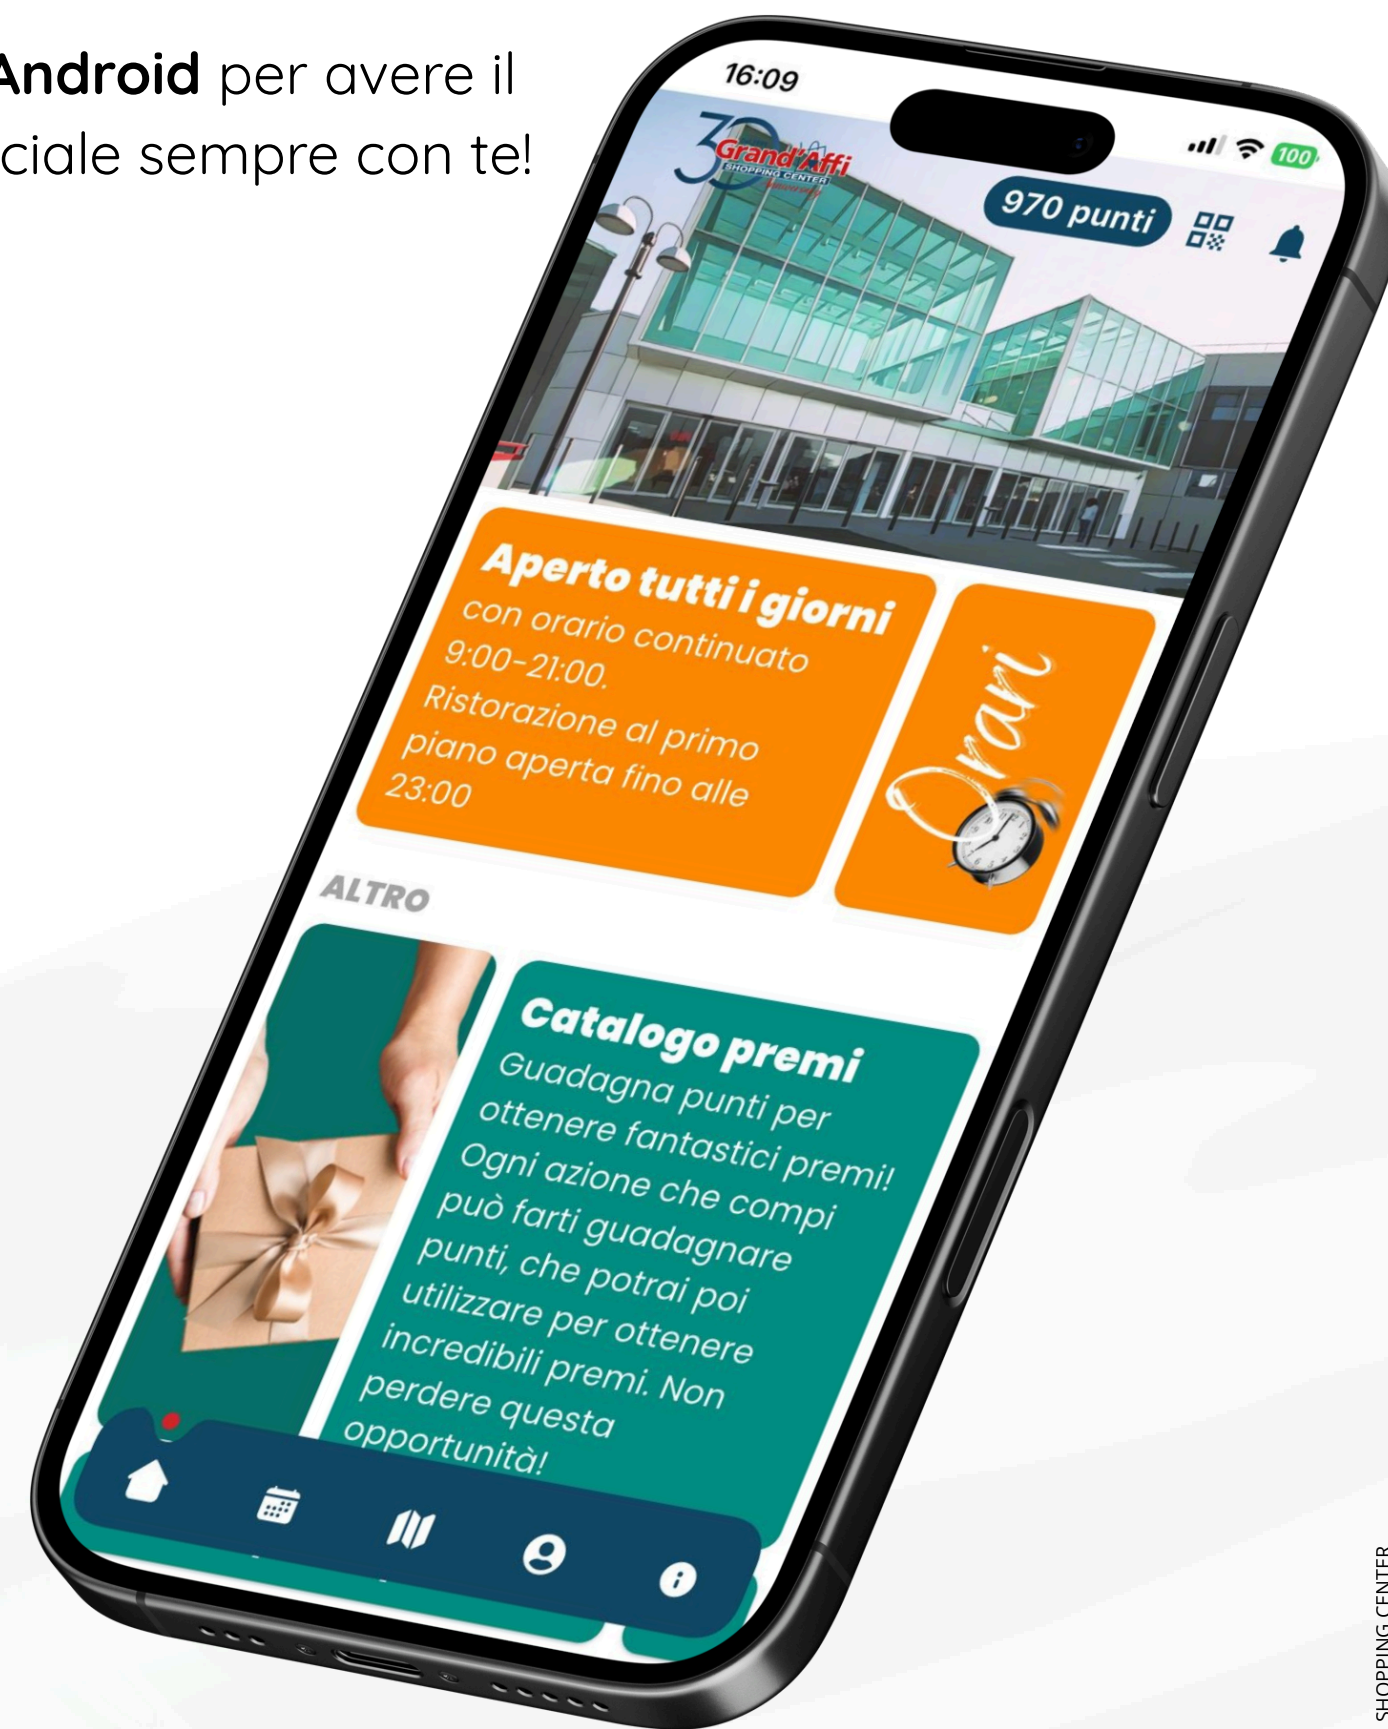 Android per avere il
ciale sempre con te!
16:09
100
30
Grand'Affi
SHOPPING CENTER
970 punti
Aperto tutti i giorni
con orario continuato
9:00-21:00.
Ristorazione al primo
piano aperta fino alle
23:00
Orari
ALTRO
Catalogo premi
Guadagna punti per
ottenere fantastici premi!
Ogni azione che compi
può farti guadagnare
punti, che potrai poi
utilizzare per ottenere
incredibili premi. Non
perdere questa
opportunità!
SHOPPING CENTER